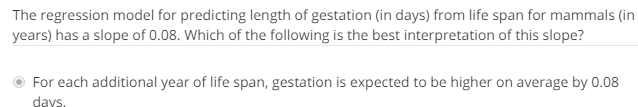 The regression model for predicting length of gestation (in days) from life span for mammals (in
years) has a slope of 0.08. Which of the following is the best interpretation of this slope?
For each additional year of life span, gestation is expected to be higher on average by 0.08
days.